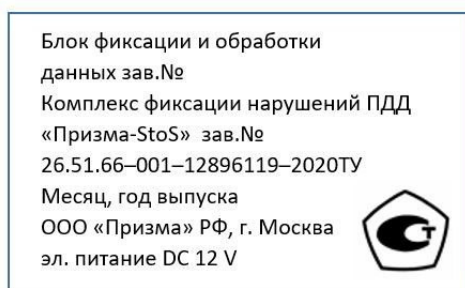 Блок фиксации и обработки
данных зав.№
Комплекс фиксации нарушений ПДД
«Призма-StoS» зав.№
26.51.66–001–12896119–2020ТУ
Месяц, год выпуска
ООО «Призма» РФ, г. Москва
эл. питание DC 12 V